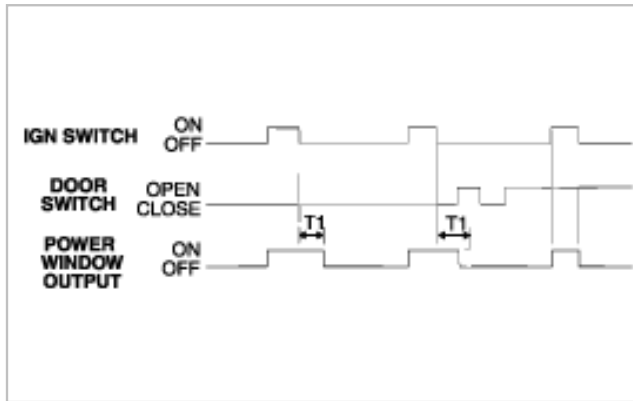 IGN SWITCH ON
OFF
DOOR OPEN
SWITCH CLOSE
T1 T1
POWER ON
WINDOW OFF
OUTPUT